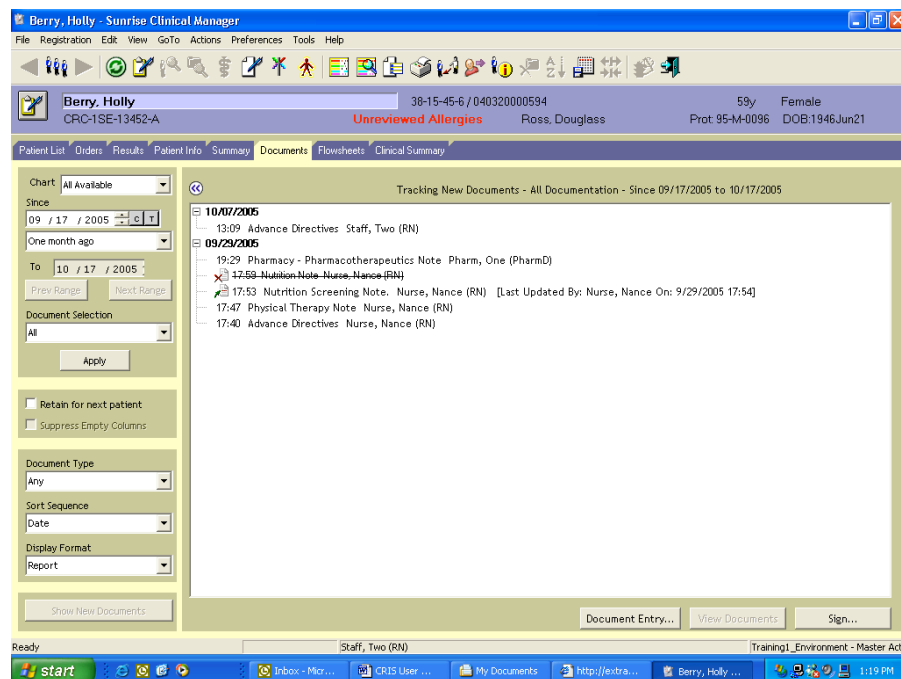 Berry, Holly - Sunrise Clinical Manager
File Registration Edit View GoTo Actions Preferences Tools Help
Berry, Holly 38-15-45-6 / 040320000594 59y Female
CRC-1SE-13452-A Unreviewed Allergies Ross, Douglass Prot: 95-M-0096 DOB:1946Jun21
Patient List Orders Results Patient Info Summary Documents Flowsheets Clinical Summary
Chart All Available
Since
09 / 17 / 2005 C T
One month ago
To 10 / 17 / 2005
Prev Range Next Range
Document Selection
All
Apply
Retain for next patient
Suppress Empty Columns
Document Type
Any
Sort Sequence
Date
Display Format
Report
Show New Documents
Tracking New Documents - All Documentation - Since 09/17/2005 to 10/17/2005
10/07/2005
13:09 Advance Directives Staff, Two (RN)
09/29/2005
19:29 Pharmacy - Pharmacotherapeutics Note Pharm, One (PharmD)
17:59 Nutrition Note Nurse, Nance (RN)
17:53 Nutrition Screening Note. Nurse, Nance (RN) [Last Updated By: Nurse, Nance On: 9/29/2005 17:54]
17:47 Physical Therapy Note Nurse, Nance (RN)
17:40 Advance Directives Nurse, Nance (RN)
Document Entry... View Documents Sign...
Ready Staff, Two (RN) Training1_Environment - Master Act
start Inbox - Micr... CRIS User ... My Documents http://extra... Berry, Holly ... 1:19 PM